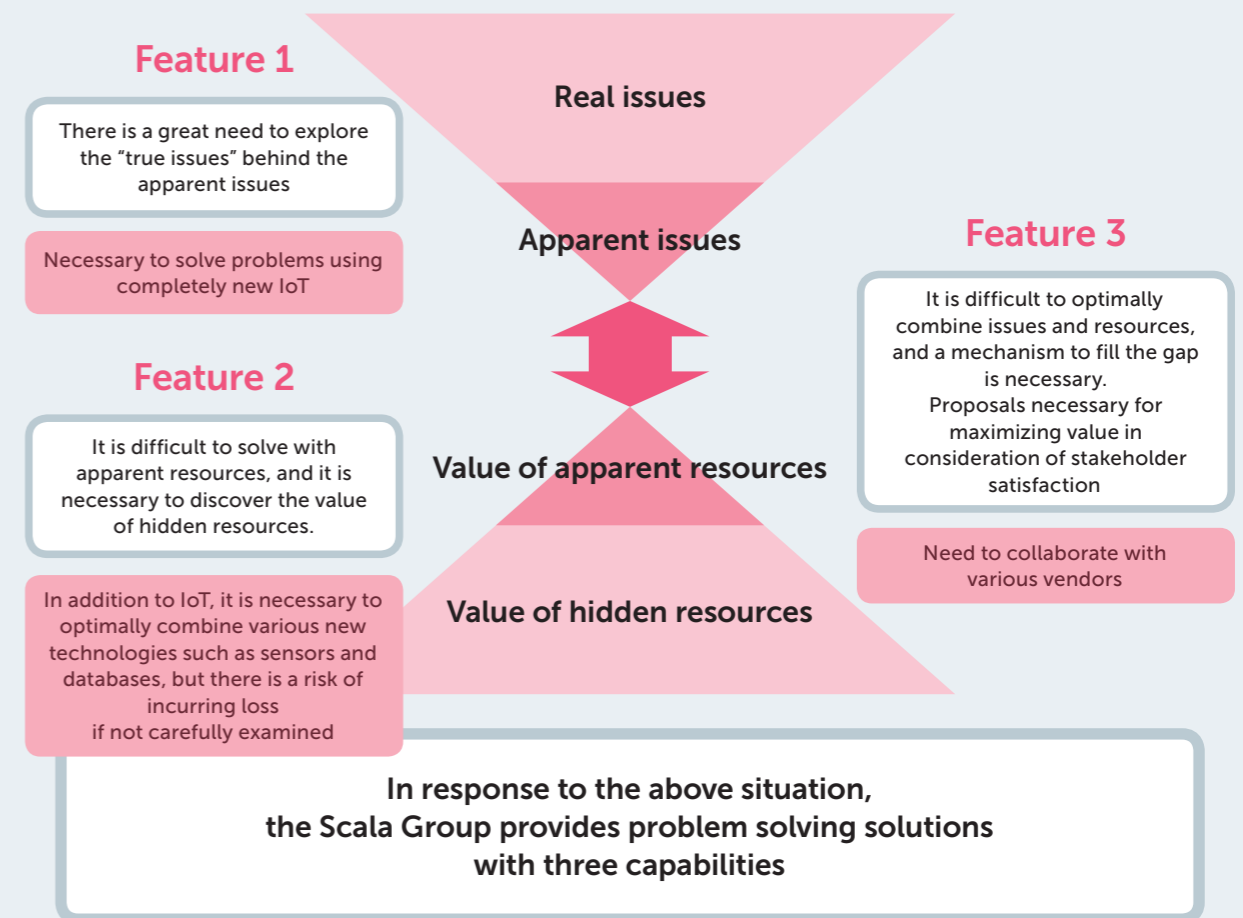 Feature 1
There is a great need to explore
the “true issues” behind the
apparent issues
Necessary to solve problems using
completely new IoT
Feature 2
It is difficult to solve with
apparent resources, and it is
necessary to discover the value
of hidden resources.
In addition to IoT, it is necessary to
optimally combine various new
technologies such as sensors and
databases, but there is a risk of
incurring loss
if not carefully examined
Real issues
Apparent issues
Value of apparent resources
Value of hidden resources
Feature 3
It is difficult to optimally
combine issues and resources,
and a mechanism to fill the gap
is necessary.
Proposals necessary for
maximizing value in
consideration of stakeholder
satisfaction
Need to collaborate with
various vendors
In response to the above situation,
the Scala Group provides problem solving solutions
with three capabilities